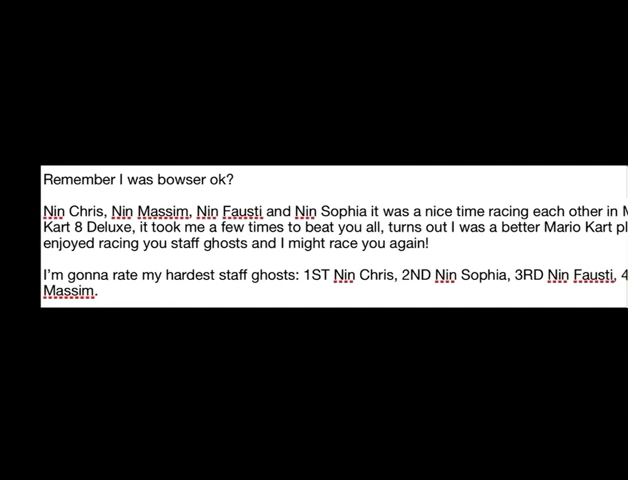 Remember I was bowser ok?
Nin Chris, Nin Massim, Nin Fausti and Nin Sophia it was a nice time racing each other in
Kart 8 Deluxe, it took me a few times to beat you all, turns out I was a better Mario Kart
enjoyed racing you staff ghosts and I might race you again!
I'm gonna rate my hardest staff ghosts: 1ST Nin Chris, 2ND Nin Sophia, 3RD Nin Fausti, 4
Massim.